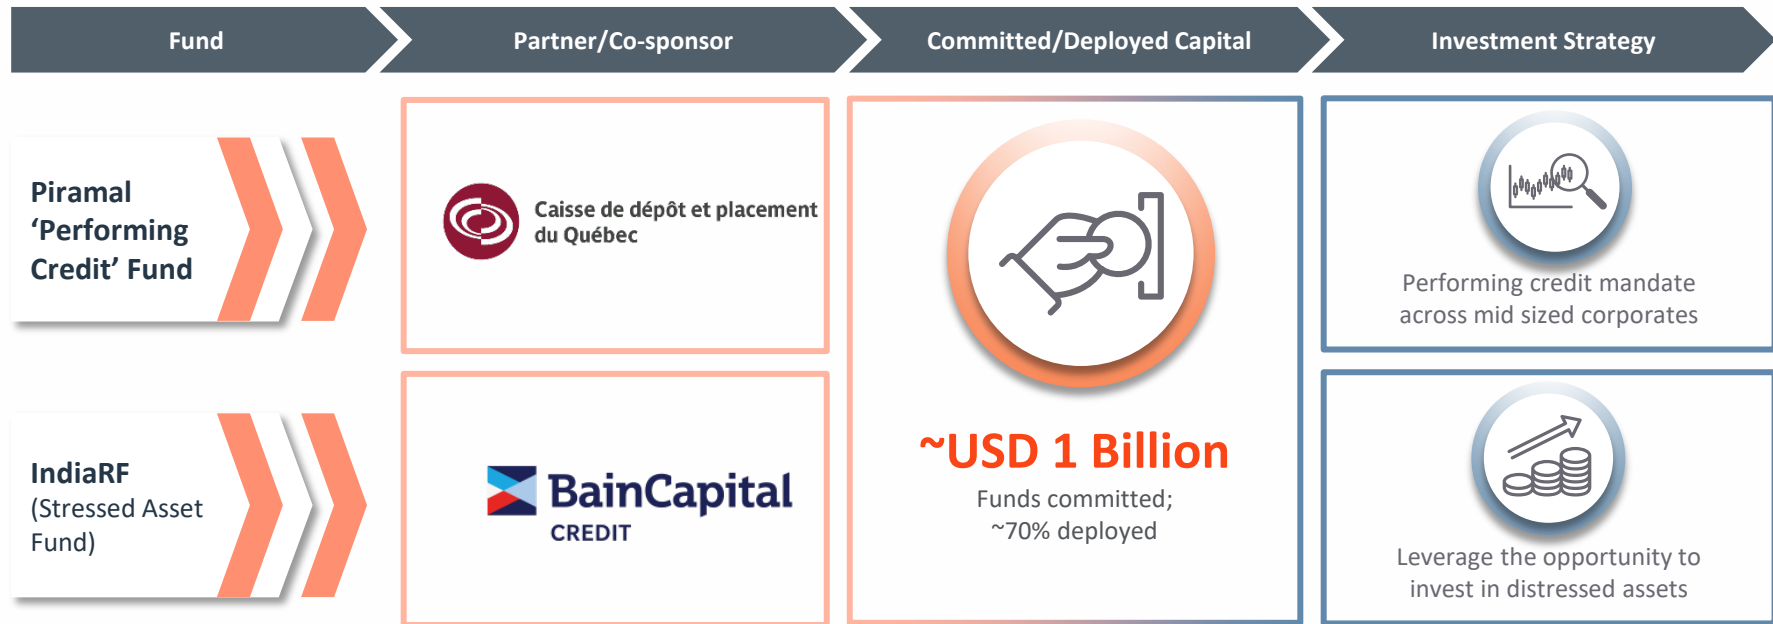 Fund
Partner/Co-sponsor
Committed/Deployed Capital
Investment Strategy
Piramal
‘Performing
Credit’ Fund
Caisse de dépôt et placement
du Québec
Performing credit mandate
across mid sized corporates
IndiaRF
(Stressed Asset
Fund)
BainCapital
CREDIT
~USD 1 Billion
Funds committed;
~70% deployed
Leverage the opportunity to
invest in distressed assets